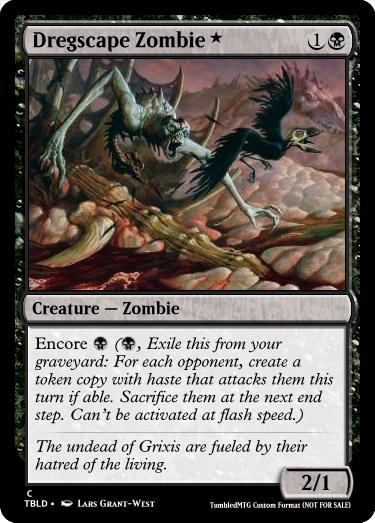 Dregscape Zombie ★ 1
Creature — Zombie
Encore (, Exile this from your
graveyard: For each opponent, create a
token copy with haste that attacks them this
turn if able. Sacrifice them at the next end
step. Can't be activated at flash speed.)
The undead of Grixis are fueled by their
hatred of the living.
2/1
C
TBLD • Lars Grant-West
TumbledMTG Custom Format (NOT FOR SALE)